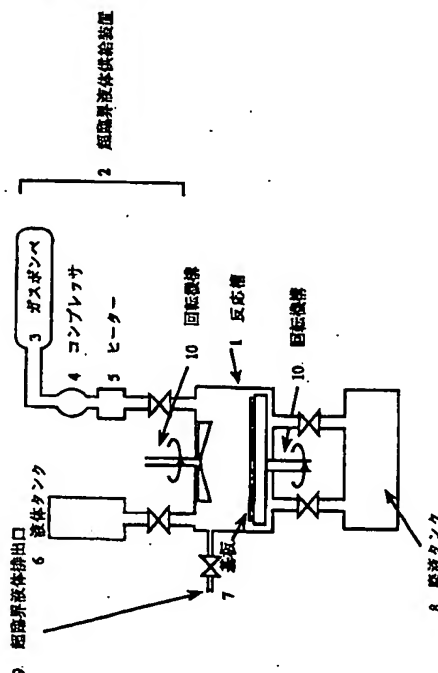 2 超臨界液体供給装置
3 ガスボンベ
4 コンプレッサ
5 ヒーター
10 回転機構
1 反応槽
10. 回転機構
6 液体タンク
9. 超臨界液体排出口
基板
7
8 廃液タンク